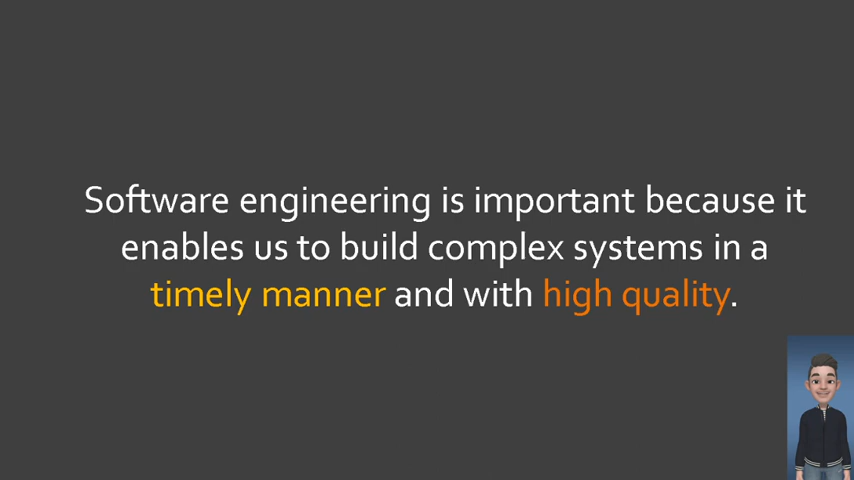 Software engineering is important because it
enables us to build complex systems in a
timely manner and with high quality.